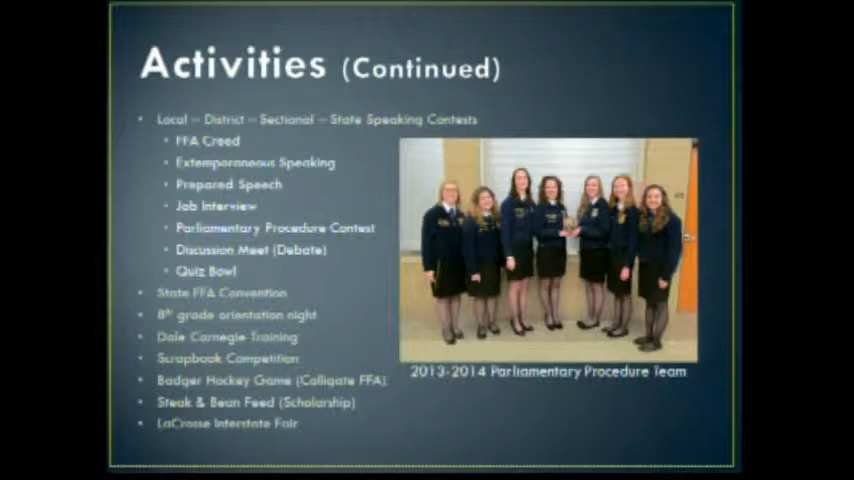 Activities (Continued)
Local – District – Sectional – State Speaking Contests
FFA Creed
Extemporaneous Speaking
Prepared Speech
Job Interview
Parliamentary Procedure Contest
Discussion Meet (Debate)
Quiz Bowl
State FFA Convention
8th grade orientation night
Dale Carnegie Training
Scrapbook Competition
Badger Hockey Game (Colligate FFA)
Steak & Bean Feed (Scholarship)
LaCrosse Interstate Fair
2013-2014 Parliamentary Procedure Team